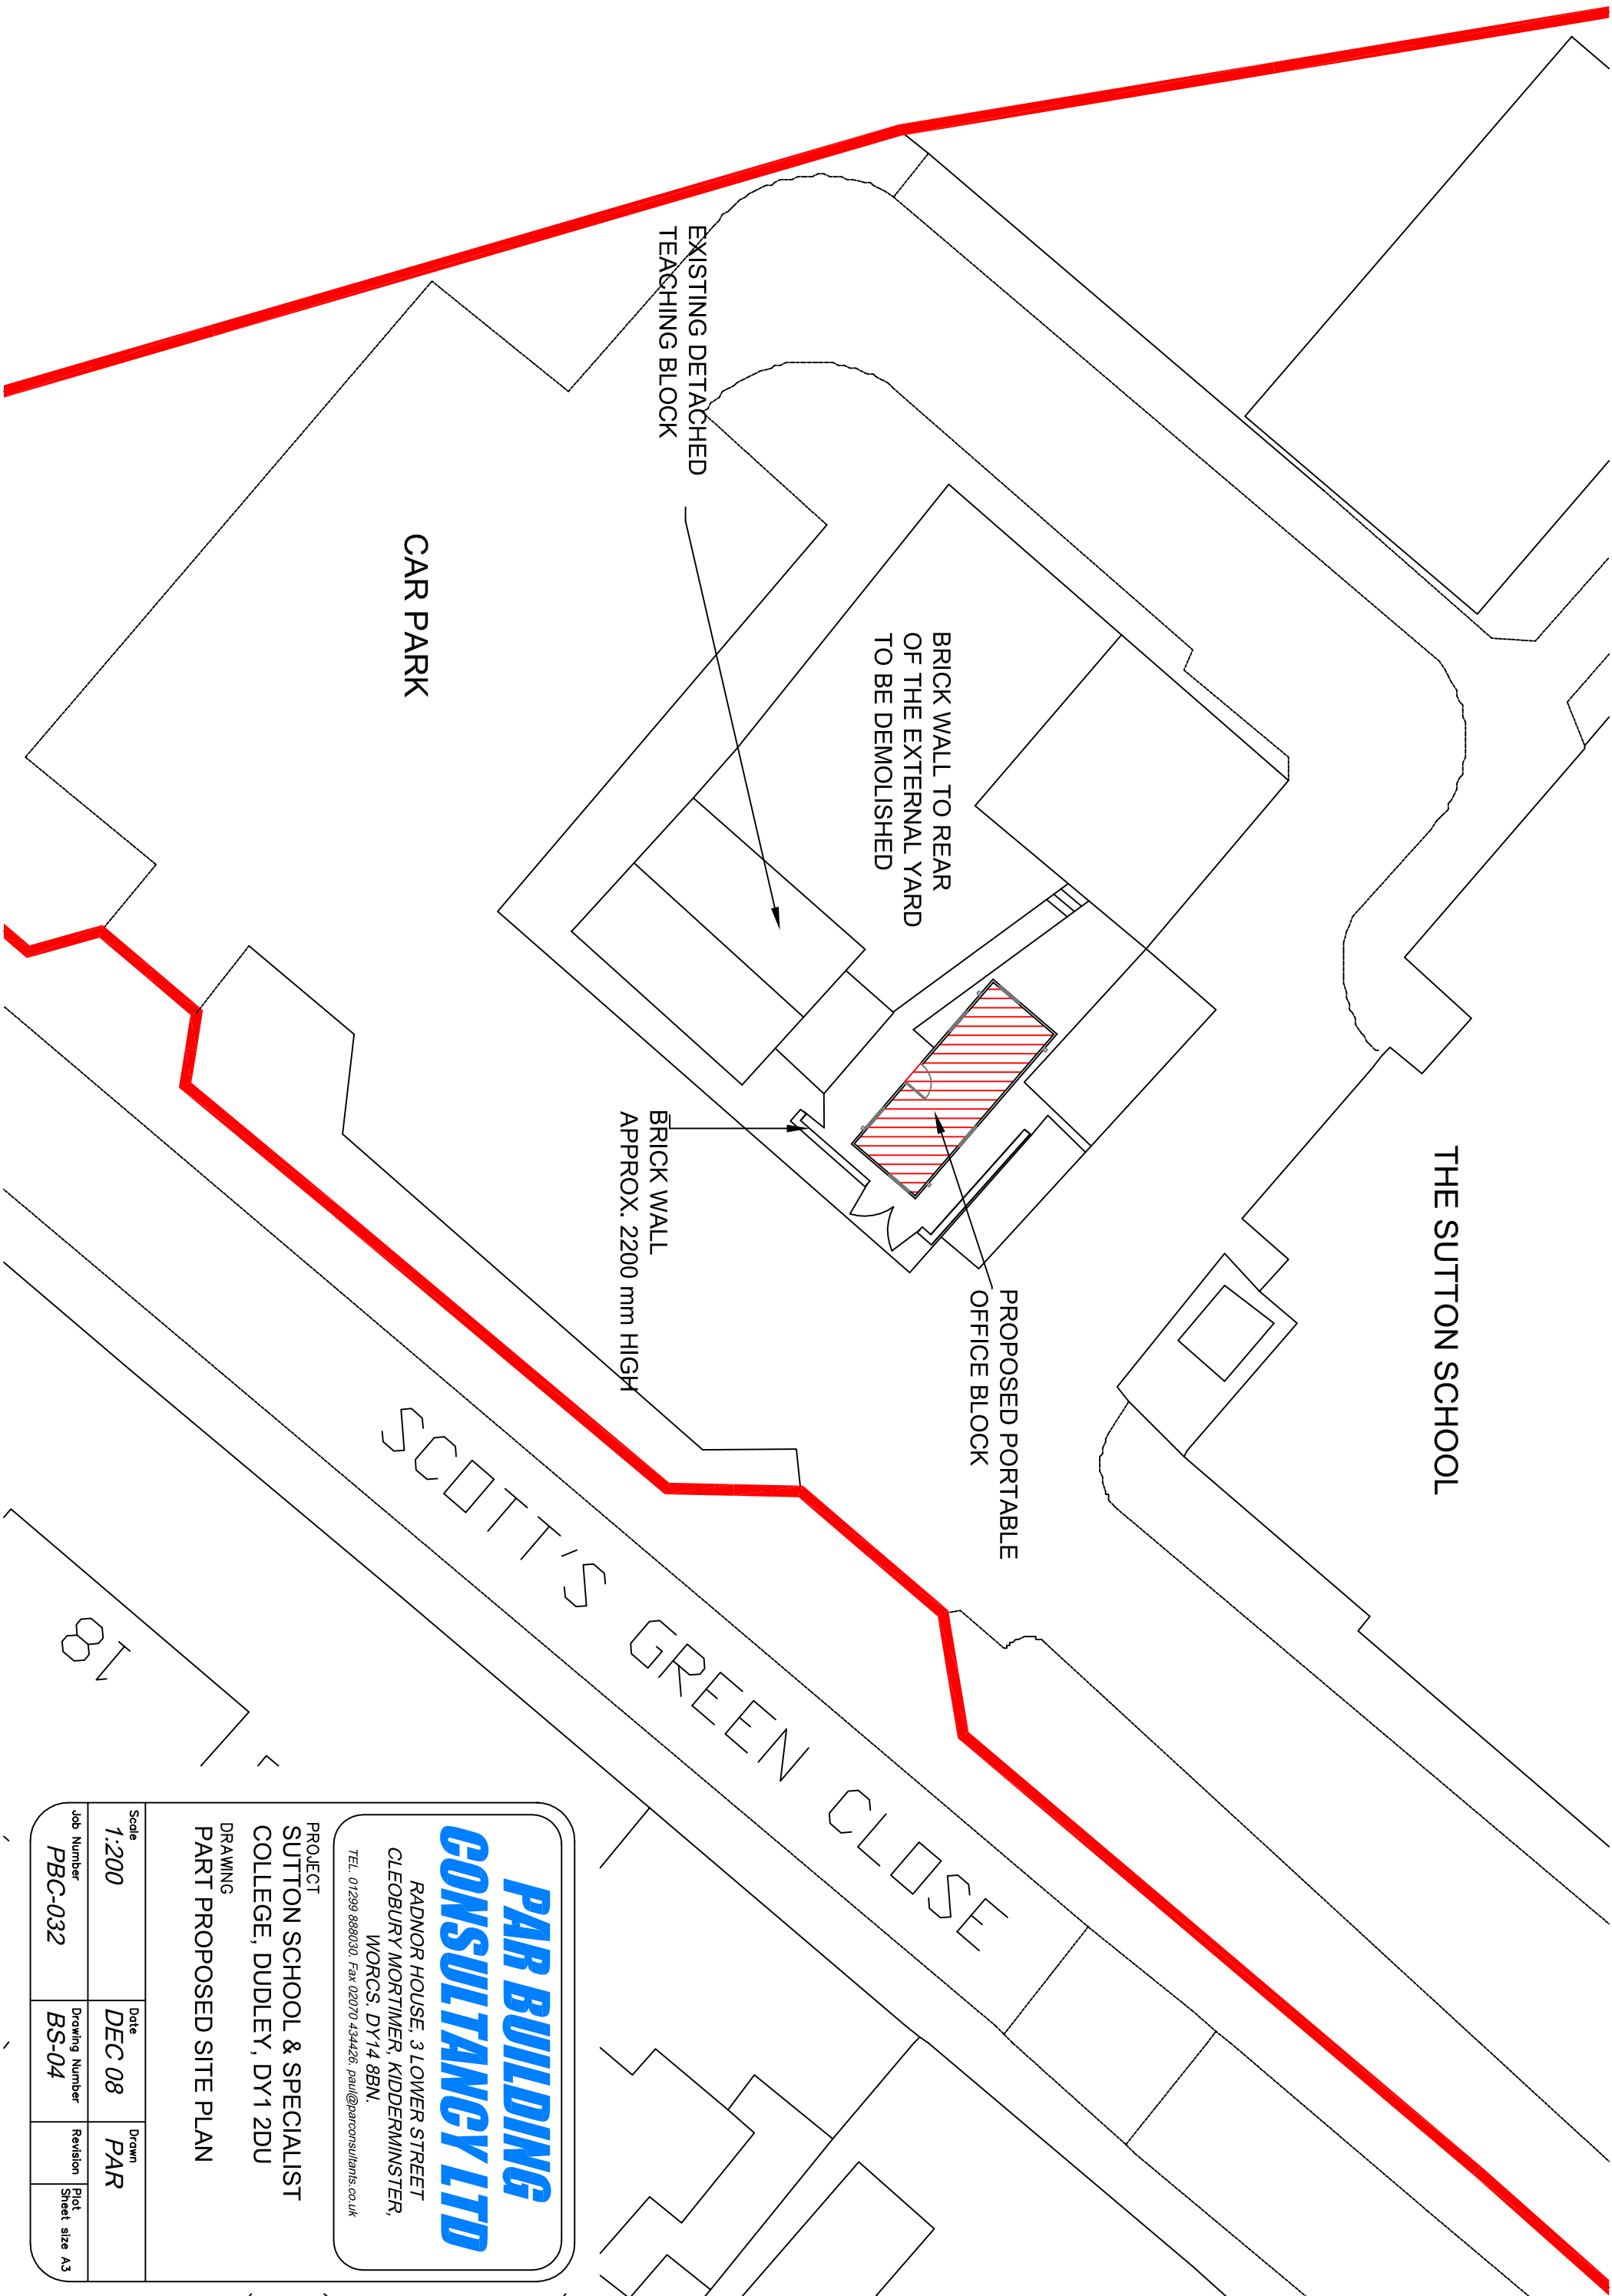 THE SUTTON SCHOOL
BRICK WALL TO REAR
OF THE EXTERNAL YARD
TO BE DEMOLISHED
PROPOSED PORTABLE
OFFICE BLOCK
EXISTING DETACHED
TEACHING BLOCK
BRICK WALL
APPROX. 2200 mm HIGH
CAR PARK
SCOTT'S GREEN CLOSE
18
PAR BUILDING
CONSULTANCY LTD
RADNOR HOUSE, 3 LOWER STREET
CLEOBURY MORTIMER, KIDDERMINSTER,
WORCS. DY14 8BN.
TEL. 01299 888030. Fax 02070 434426. paul@parconsultants.co.uk
PROJECT
SUTTON SCHOOL & SPECIALIST
COLLEGE, DUDLEY, DY1 2DU
DRAWING
PART PROPOSED SITE PLAN
Scale
1:200
Date
DEC 08
Drawn
PAR
Job Number
PBC-032
Drawing Number
BS-04
Revision
Plot
Sheet size A3